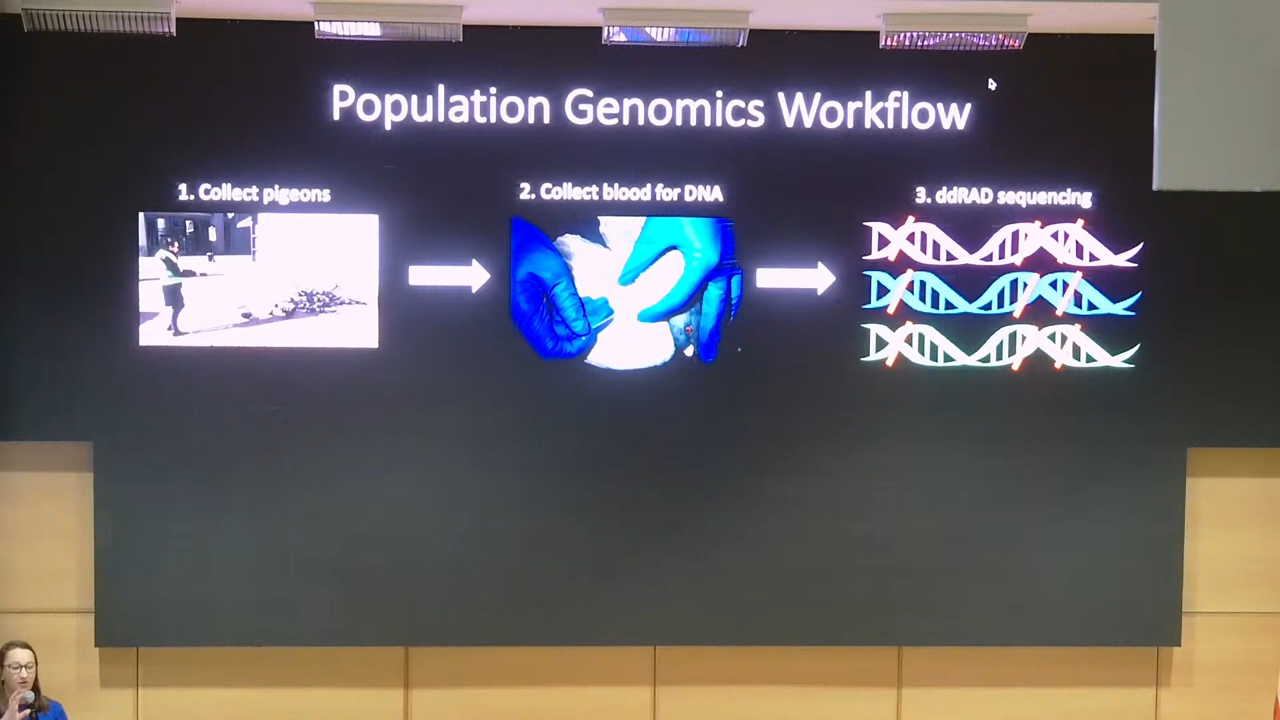 Population Genomics Workflow
1. Collect pigeons
2. Collect blood for DNA
3. ddRAD sequencing